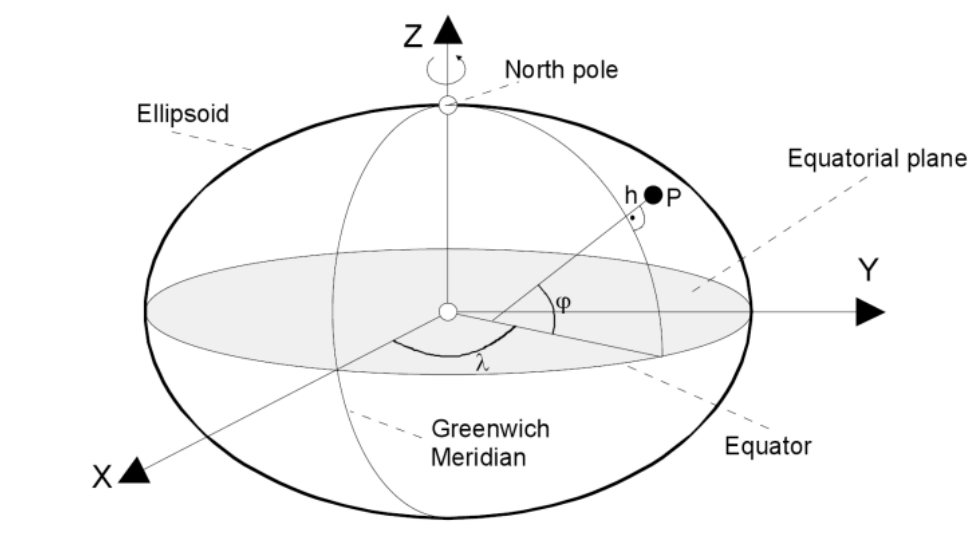 Z
North pole
Ellipsoid
Equatorial plane
h P
Y
φ
λ
Greenwich
Meridian
Equator
X